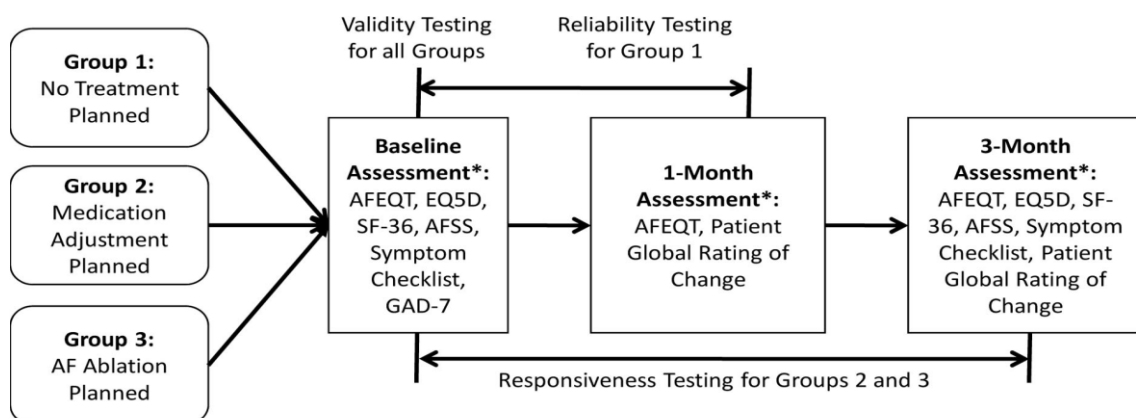 Validity Testing
for all Groups
Reliability Testing
for Group 1
Group 1:
No Treatment
Planned
Group 2:
Medication
Adjustment
Planned
Group 3:
AF Ablation
Planned
Baseline
Assessment*:
AFEQT, EQ5D,
SF-36, AFSS,
Symptom
Checklist,
GAD-7
1-Month
Assessment*:
AFEQT, Patient
Global Rating of
Change
3-Month
Assessment*:
AFEQT, EQ5D, SF-
36, AFSS, Symptom
Checklist, Patient
Global Rating of
Change
Responsiveness Testing for Groups 2 and 3